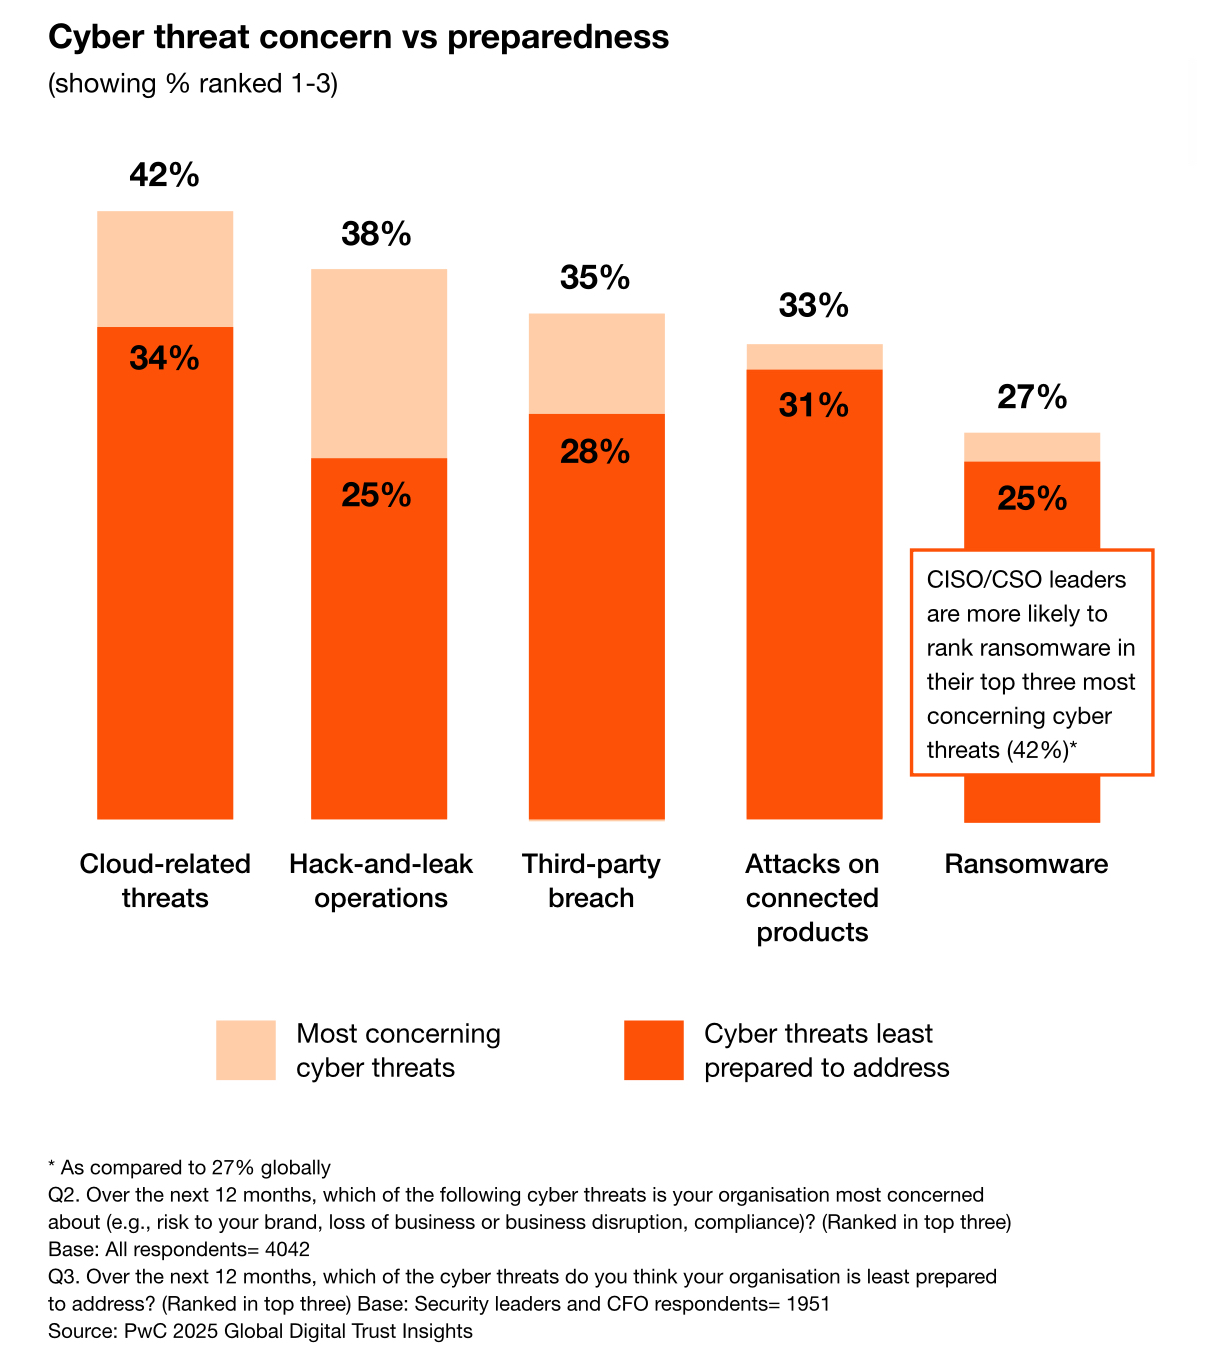 Cyber threat concern vs preparedness
(showing % ranked 1-3)
42%
34%
38%
25%
35%
28%
33%
31%
27%
25%
CISO/CSO leaders
are more likely to
rank ransomware in
their top three most
concerning cyber
threats (42%)*
Cloud-related
threats
Hack-and-leak
operations
Third-party
breach
Attacks on
connected
products
Ransomware
Most concerning
cyber threats
Cyber threats least
prepared to address
* As compared to 27% globally
Q2. Over the next 12 months, which of the following cyber threats is your organisation most concerned
about (e.g., risk to your brand, loss of business or business disruption, compliance)? (Ranked in top three)
Base: All respondents= 4042
Q3. Over the next 12 months, which of the cyber threats do you think your organisation is least prepared
to address? (Ranked in top three) Base: Security leaders and CFO respondents= 1951
Source: PwC 2025 Global Digital Trust Insights